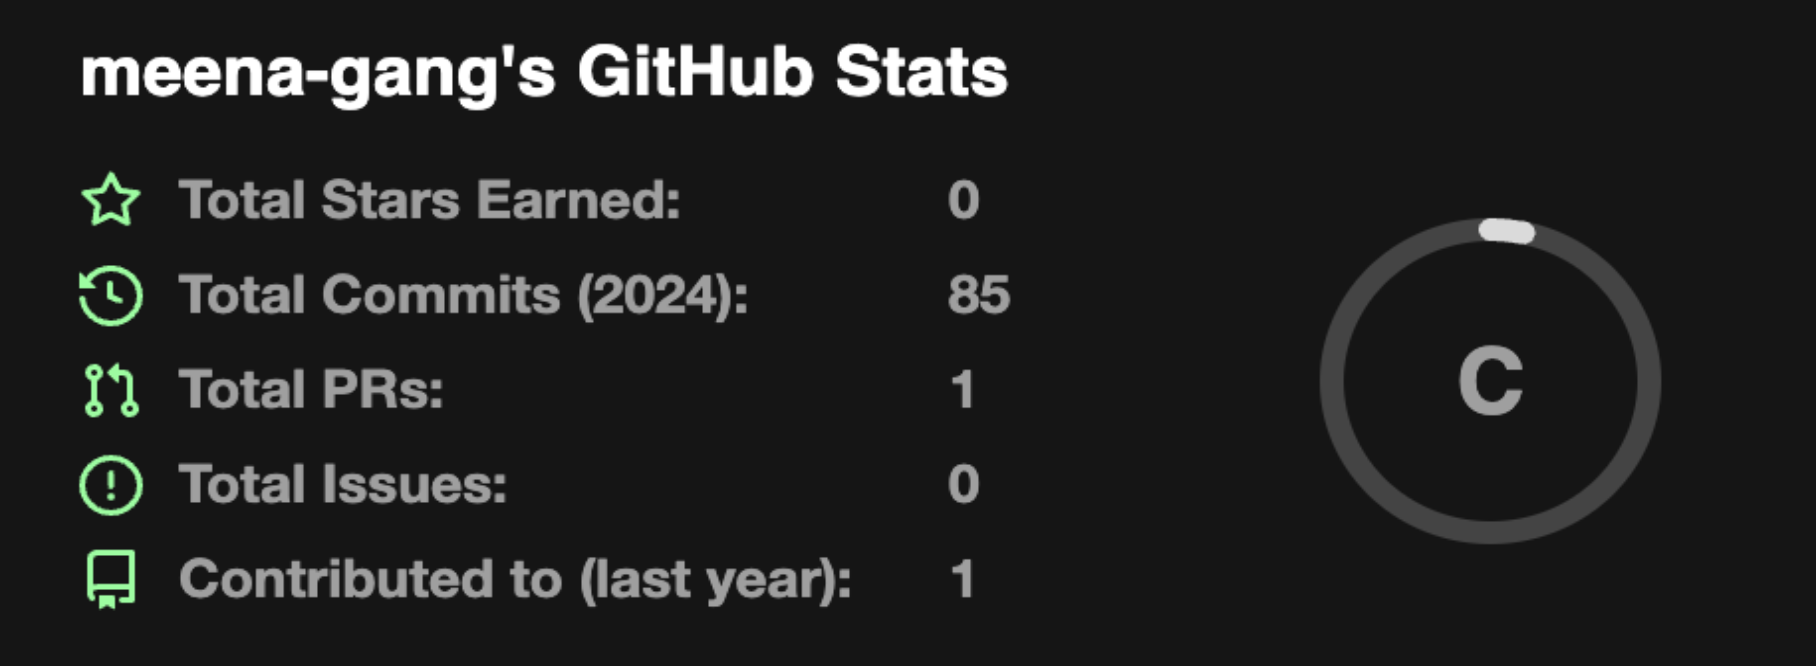 meena-gang's GitHub Stats
Total Stars Earned: 0
Total Commits (2024): 85
Total PRs: 1
Total Issues: 0
Contributed to (last year): 1
C